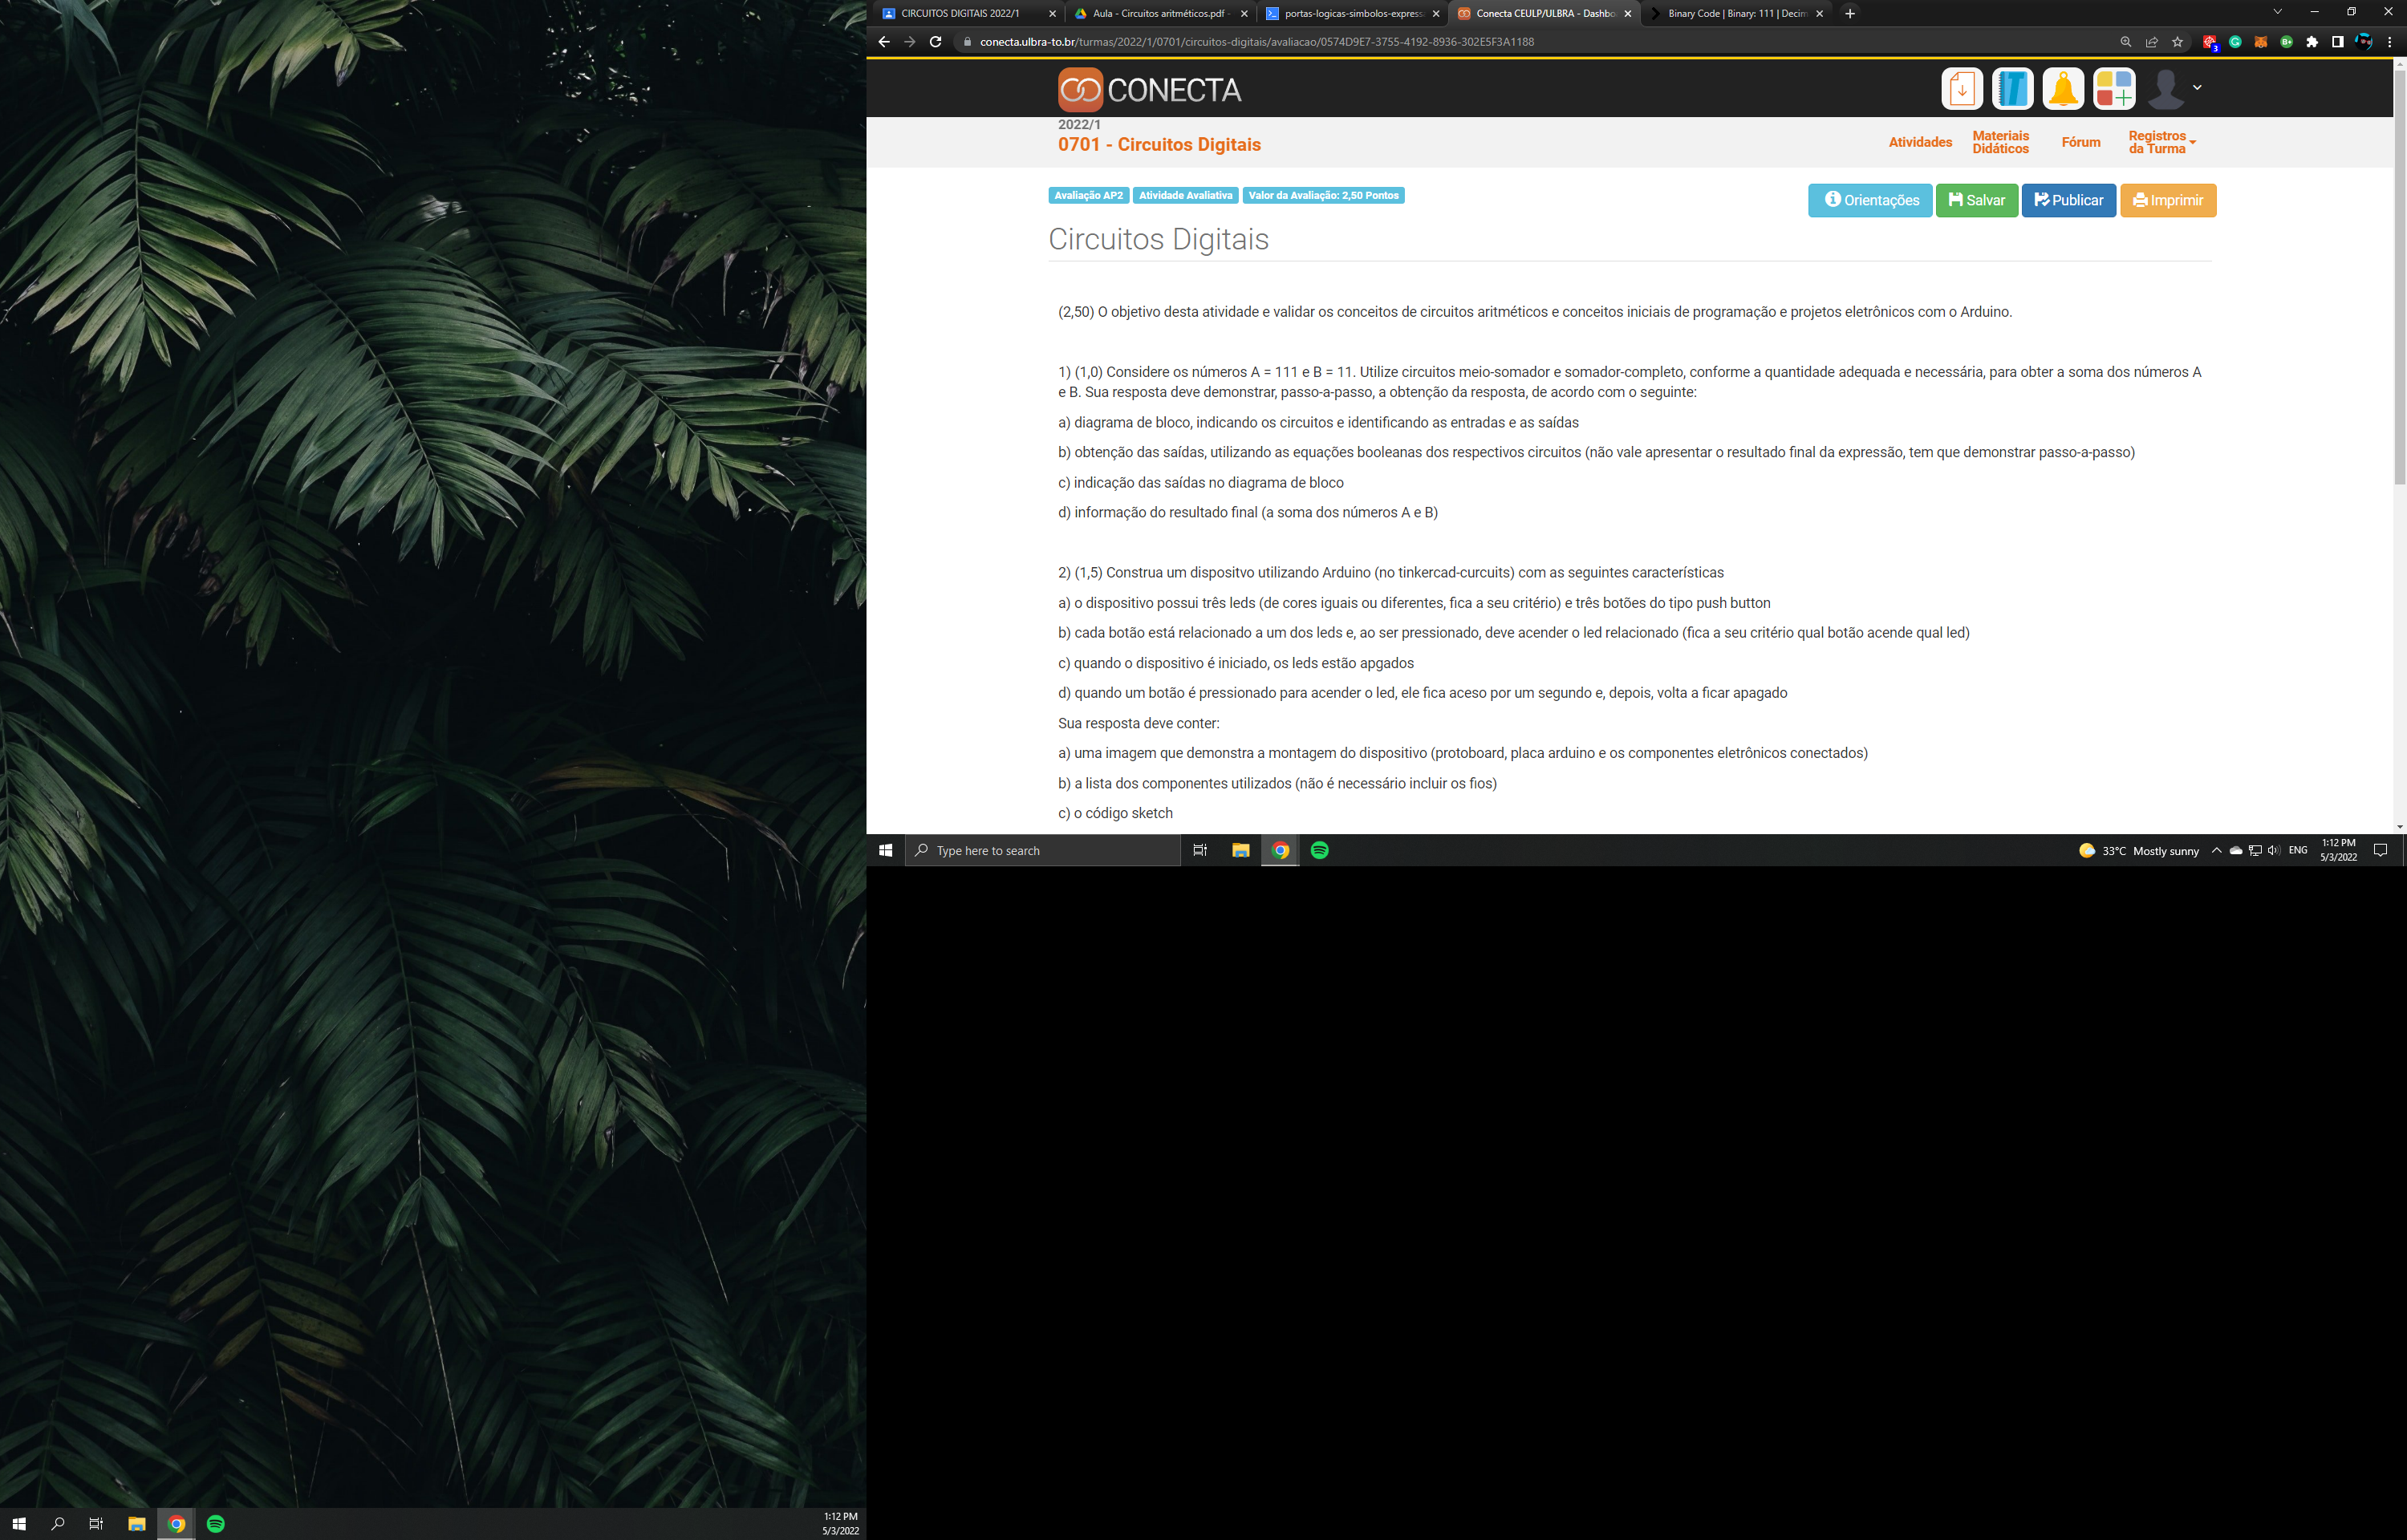 CIRCUITOS DIGITAIS 2022/1
Aula - Circuitos aritméticos.pdf -
portas-logicas-simbolos-express
Conecta CEULP/ULBRA - Dashbo
Binary Code | Binary: 111 | Decim
conecta.ulbra-to.br/turmas/2022/1/0701/circuitos-digitais/avaliacao/0574D9E7-3755-4192-8936-302E5F3A1188
3
B+
CONECTA
2022/1
0701 - Circuitos Digitais
Atividades
Materiais Didáticos
Fórum
Registros da Turma
Avaliação AP2
Atividade Avaliativa
Valor da Avaliação: 2,50 Pontos
Orientações
Salvar
Publicar
Imprimir
Circuitos Digitais
(2,50) O objetivo desta atividade e validar os conceitos de circuitos aritméticos e conceitos iniciais de programação e projetos eletrônicos com o Arduino.
1) (1,0) Considere os números A = 111 e B = 11. Utilize circuitos meio-somador e somador-completo, conforme a quantidade adequada e necessária, para obter a soma dos números A
e B. Sua resposta deve demonstrar, passo-a-passo, a obtenção da resposta, de acordo com o seguinte:
a) diagrama de bloco, indicando os circuitos e identificando as entradas e as saídas
b) obtenção das saídas, utilizando as equações booleanas dos respectivos circuitos (não vale apresentar o resultado final da expressão, tem que demonstrar passo-a-passo)
c) indicação das saídas no diagrama de bloco
d) informação do resultado final (a soma dos números A e B)
2) (1,5) Construa um dispositvo utilizando Arduino (no tinkercad-curcuits) com as seguintes características
a) o dispositivo possui três leds (de cores iguais ou diferentes, fica a seu critério) e três botões do tipo push button
b) cada botão está relacionado a um dos leds e, ao ser pressionado, deve acender o led relacionado (fica a seu critério qual botão acende qual led)
c) quando o dispositivo é iniciado, os leds estão apgados
d) quando um botão é pressionado para acender o led, ele fica aceso por um segundo e, depois, volta a ficar apagado
Sua resposta deve conter:
a) uma imagem que demonstra a montagem do dispositivo (protoboard, placa arduino e os componentes eletrônicos conectados)
b) a lista dos componentes utilizados (não é necessário incluir os fios)
c) o código sketch
Type here to search
33°C Mostly sunny
ENG
1:12 PM
5/3/2022
1:12 PM
5/3/2022